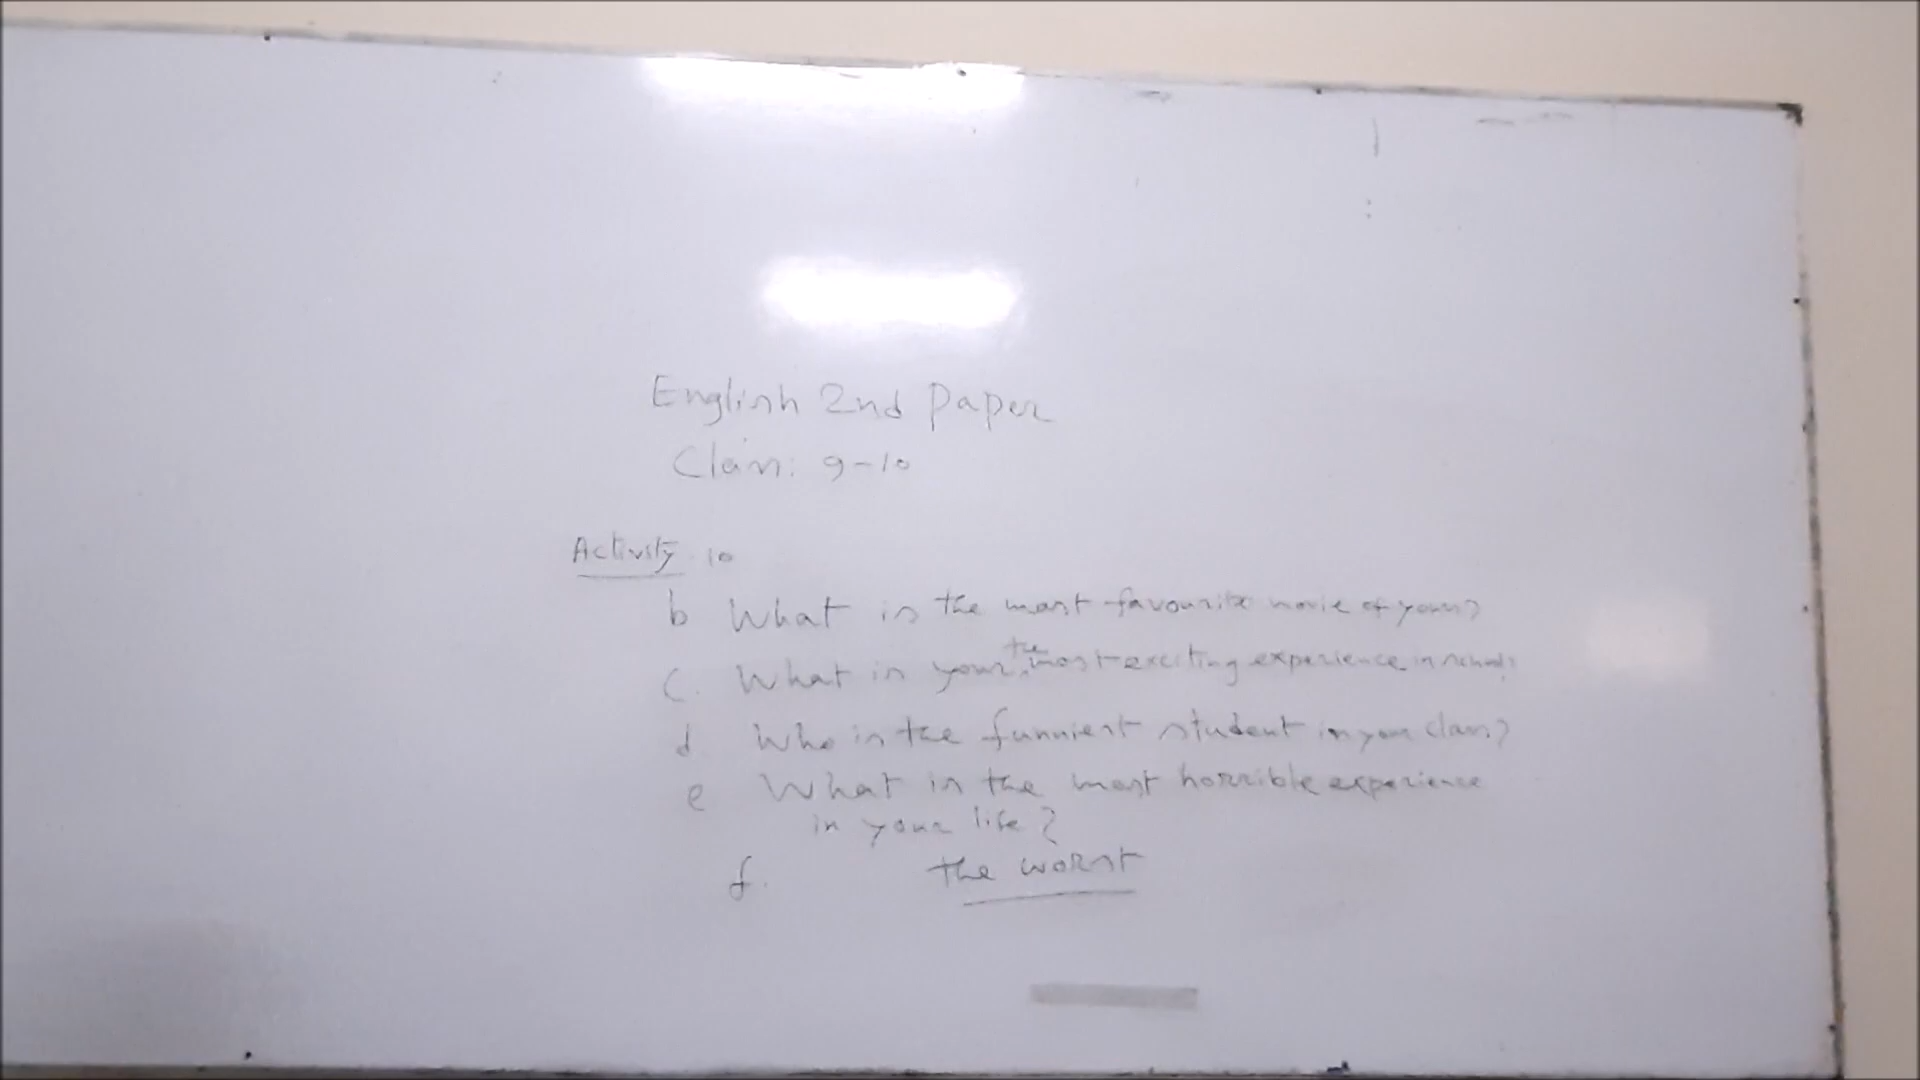 English 2nd Paper
Class: 9-10
Activity 10
b What is the most favourite movie of yours?
c. What is your the most exciting experience in school?
d Who is the funniest student in your class?
e What is the most horrible experience
in your life?
f. the worst